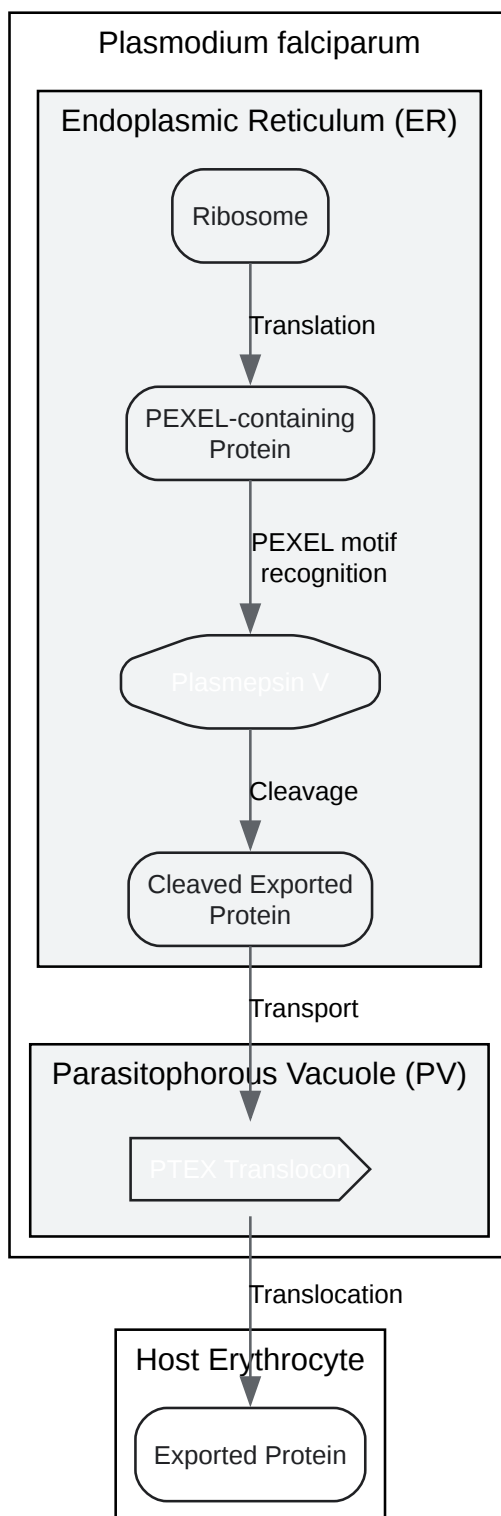 Plasmodium falciparum
Endoplasmic Reticulum (ER)
Ribosome
Translation
PEXEL-containing
Protein
PEXEL motif
recognition
Plasmepsin V
Cleavage
Cleaved Exported
Protein
Transport
Parasitophorous Vacuole (PV)
PTEX Translocon
Translocation
Host Erythrocyte
Exported Protein